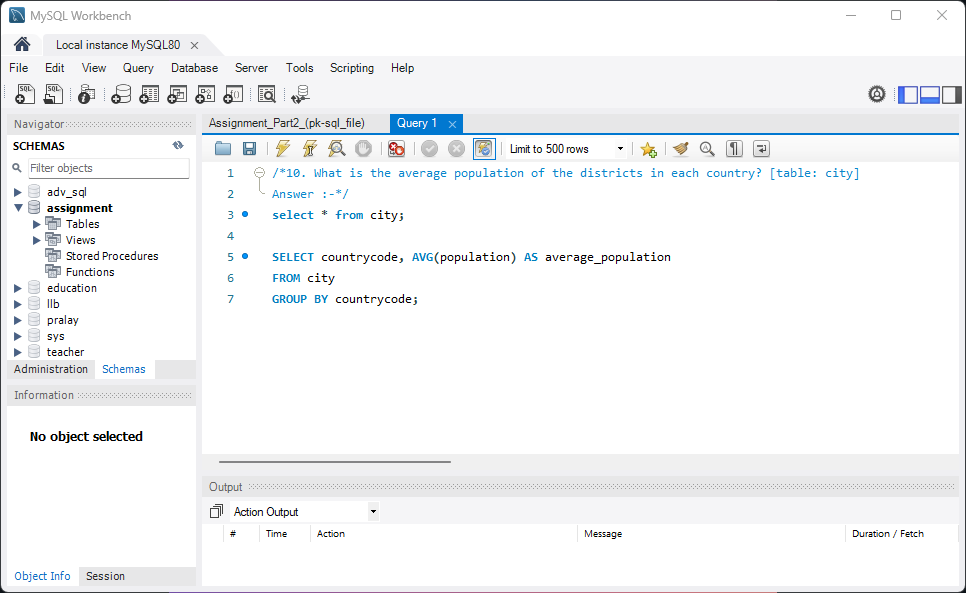 MySQL Workbench
Local instance MySQL80
File Edit View Query Database Server Tools Scripting Help
Navigator
SCHEMAS
Filter objects
adv_sql
assignment
Tables
Views
Stored Procedures
Functions
education
llb
pralay
sys
teacher
Administration Schemas
Information
No object selected
Object Info Session
Assignment_Part2_(pk-sql_file) Query 1
Limit to 500 rows
1 /*10. What is the average population of the districts in each country? [table: city]
2 Answer :-*/
3 select * from city;
4
5 SELECT countrycode, AVG(population) AS average_population
6 FROM city
7 GROUP BY countrycode;
Output
Action Output
# Time Action Message Duration / Fetch